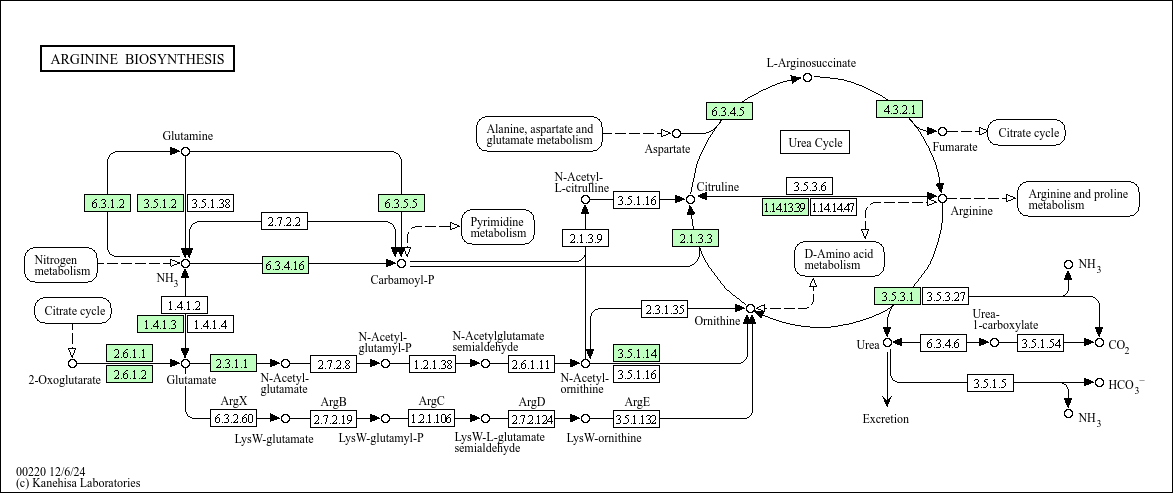 ARGININE BIOSYNTHESIS
L-Arginosuccinate
6.3.4.5
4.3.2.1
Alanine, aspartate and
glutamate metabolism
Aspartate
Urea Cycle
Fumarate
Citrate cycle
Glutamine
N-Acetyl-
L-citrulline
3.5.1.16
Citruline
3.5.3.6
1.14.13.39
1.14.14.47
Arginine
Arginine and proline
metabolism
6.3.1.2
3.5.1.2
3.5.1.38
6.3.5.5
2.7.2.2
Pyrimidine
metabolism
2.1.3.9
2.1.3.3
D-Amino acid
metabolism
Nitrogen
metabolism
NH3
6.3.4.16
Carbamoyl-P
NH3
Citrate cycle
1.4.1.2
1.4.1.3
1.4.1.4
2.1.3.35
Ornithine
3.5.3.1
3.5.3.27
Urea-
1-carboxylate
2-Oxoglutarate
2.6.1.1
2.6.1.2
Glutamate
2.3.1.1
N-Acetyl-
glutamate
2.7.2.8
N-Acetyl-
glutamyl-P
1.2.1.38
N-Acetylglutamate
semialdehyde
2.6.1.11
N-Acetyl-
ornithine
3.5.1.14
3.5.1.16
Urea
6.3.4.6
3.5.1.54
CO2
ArgX
6.3.2.60
LysW-glutamate
ArgB
2.7.2.19
LysW-glutamyl-P
ArgC
1.2.1.106
LysW-L-glutamate
semialdehyde
ArgD
2.7.2.124
LysW-ornithine
ArgE
3.5.1.132
3.5.1.5
HCO3−
Excretion
NH3
00220 12/6/24
(c) Kanehisa Laboratories